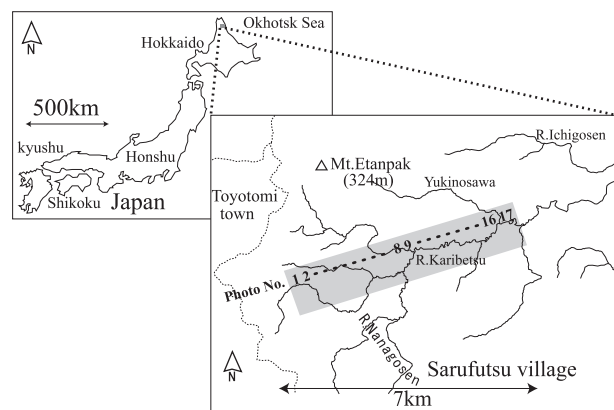 Okhotsk Sea
N
Hokkaido
500km
kyushu
Honshu
Shikoku
Japan
R.Ichigosen
Mt.Etanpak
(324m)
Yukinosawa
Toyotomi
town
16 17
8 9
R.Karibetsu
Photo No. 1 2
R.Nanagosen
N
Sarufutsu village
7km